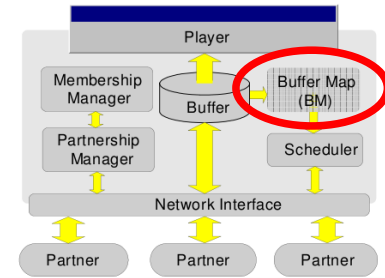 Player
Membership
Manager
Buffer
Buffer Map
(BM)
Partnership
Manager
Scheduler
Network Interface
Partner
Partner
Partner